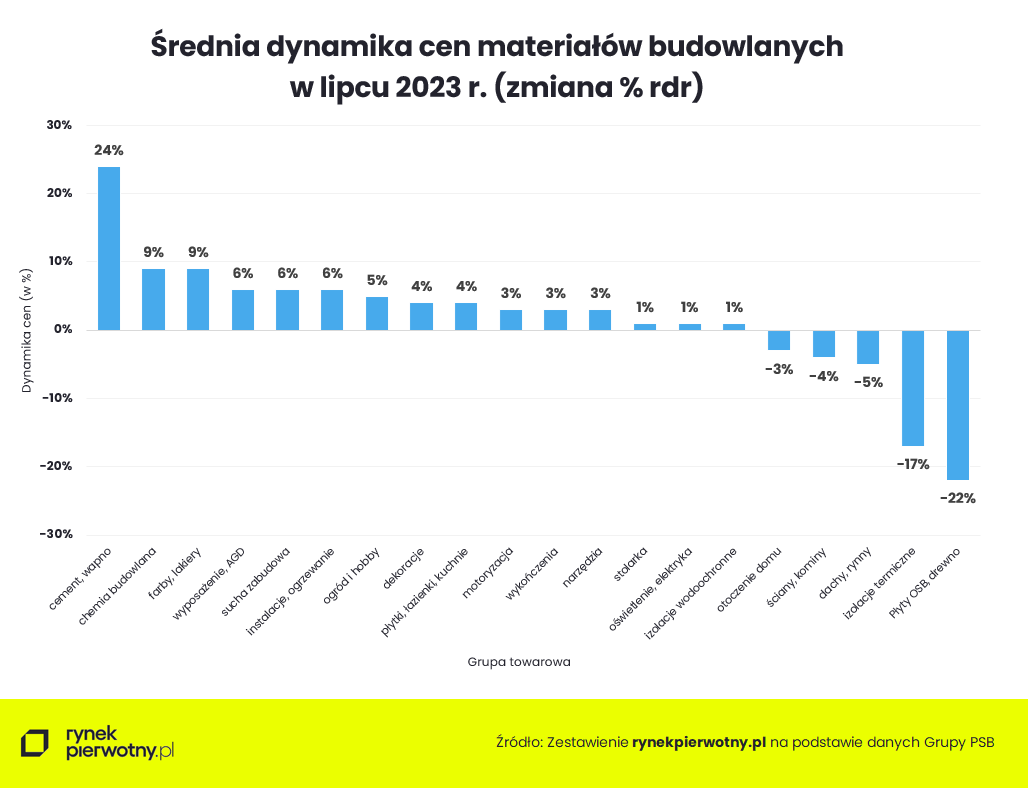 Średnia dynamika cen materiałów budowlanych
w lipcu 2023 r. (zmiana % rdr)
30%
20%
10%
0%
-10%
-20%
-30%
Dynamika cen (w %)
24%
9%
9%
6%
6%
6%
5%
4%
4%
3%
3%
3%
1%
1%
1%
-3%
-4%
-5%
-17%
-22%
cement, wapno
chemia budowlana
farby, lakiery
wyposażenie, AGD
sucha zabudowa
instalacje, ogrzewanie
ogród i hobby
dekoracje
płytki, łazienki, kuchnie
motoryzacja
wykończenia
narzędzia
stolarka
oświetlenie, elektryka
izolacje wodoochronne
otoczenie domu
ściany, kominy
dachy, rynny
izolacje termiczne
Płyty OSB, drewno
Grupa towarowa
rynek
pierwotny.pl
Źródło: Zestawienie rynekpierwotny.pl na podstawie danych Grupy PSB